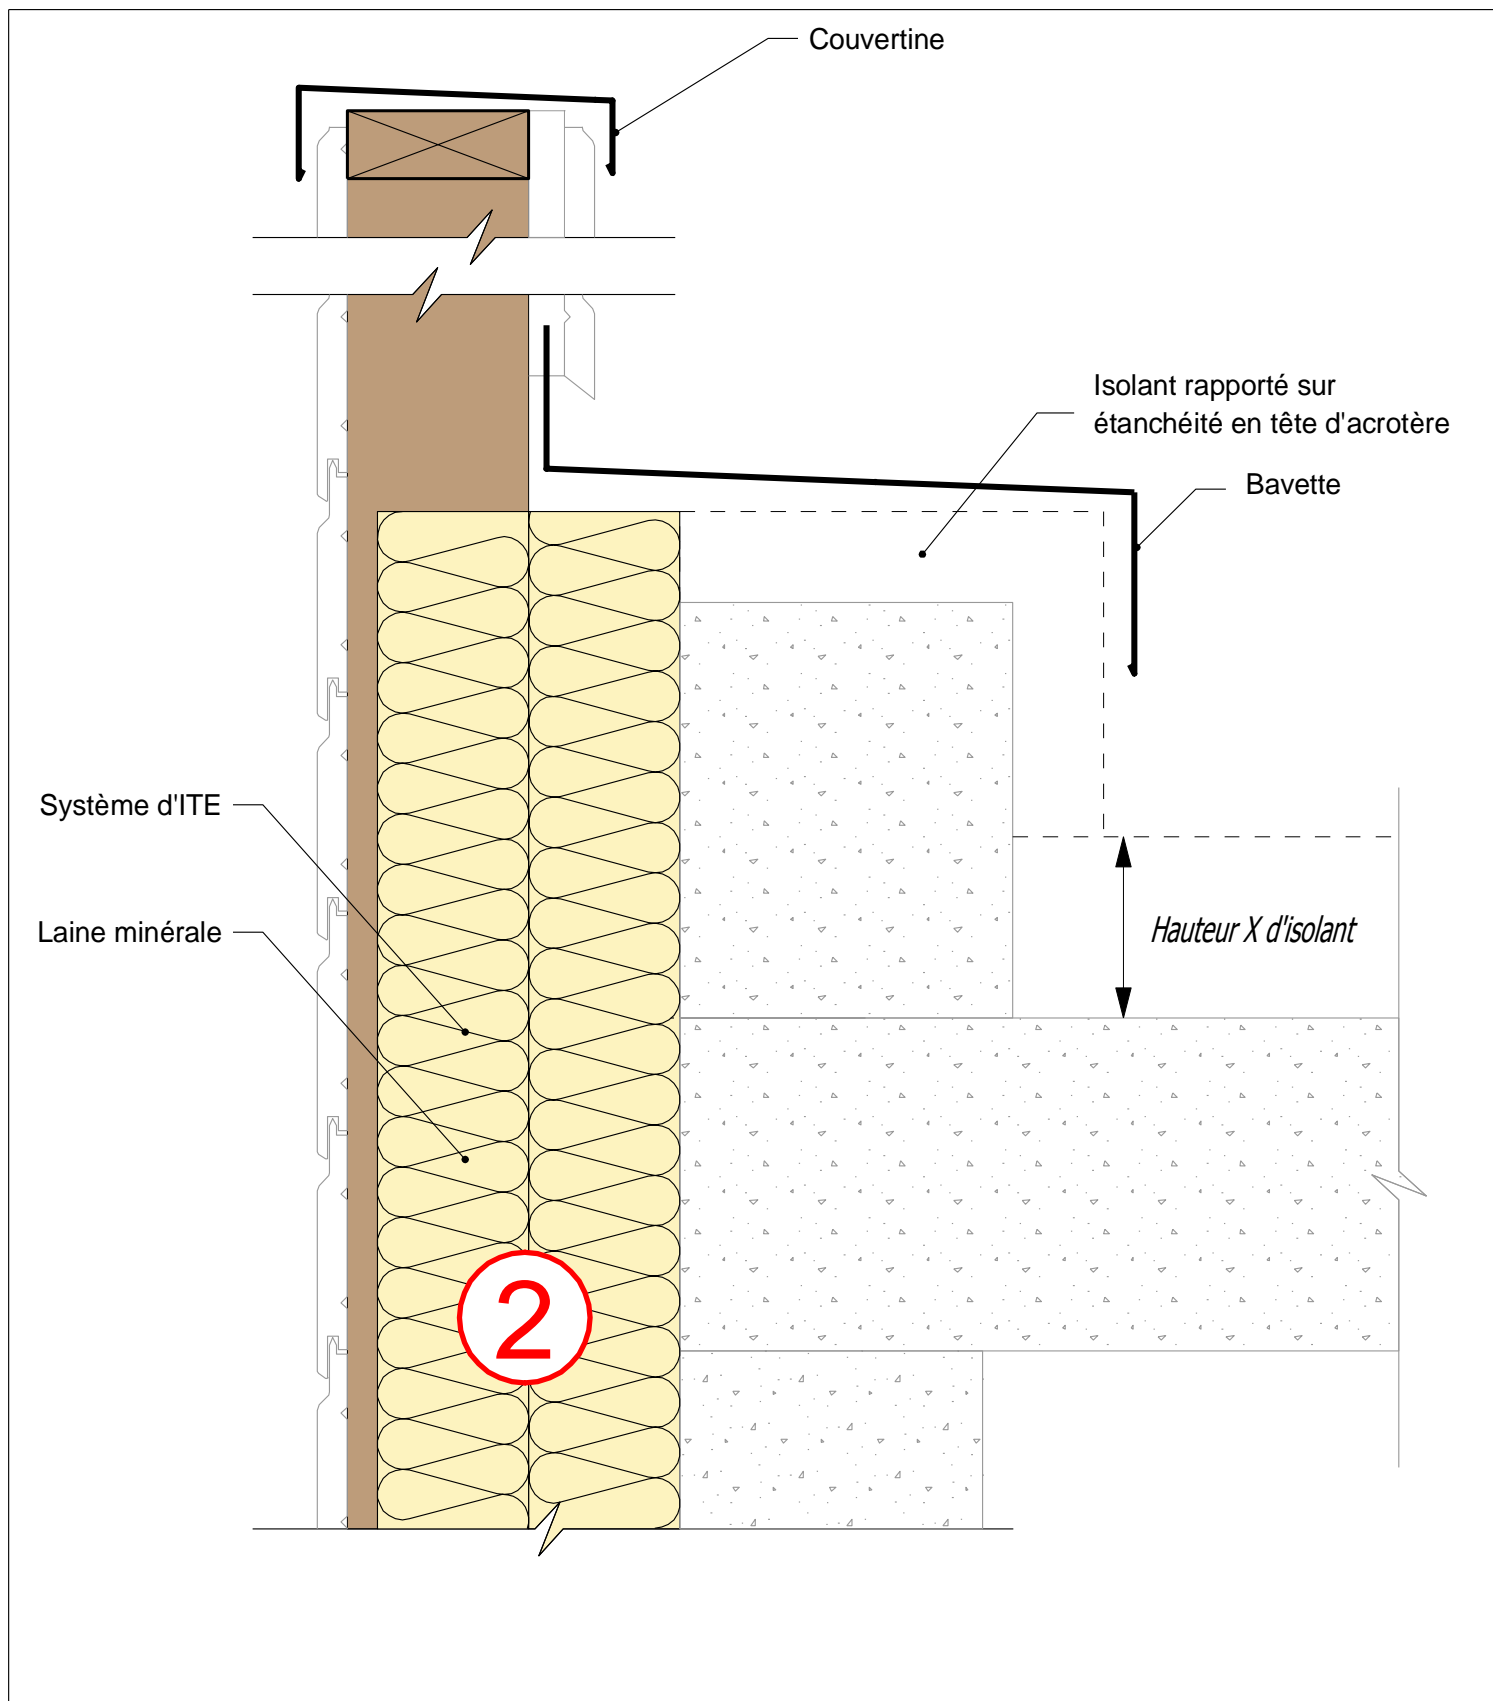 Couvertine
Isolant rapporté sur
étanchéité en tête d'acrotère
Bavette
Système d'ITE
Laine minérale
Hauteur X d'isolant
2